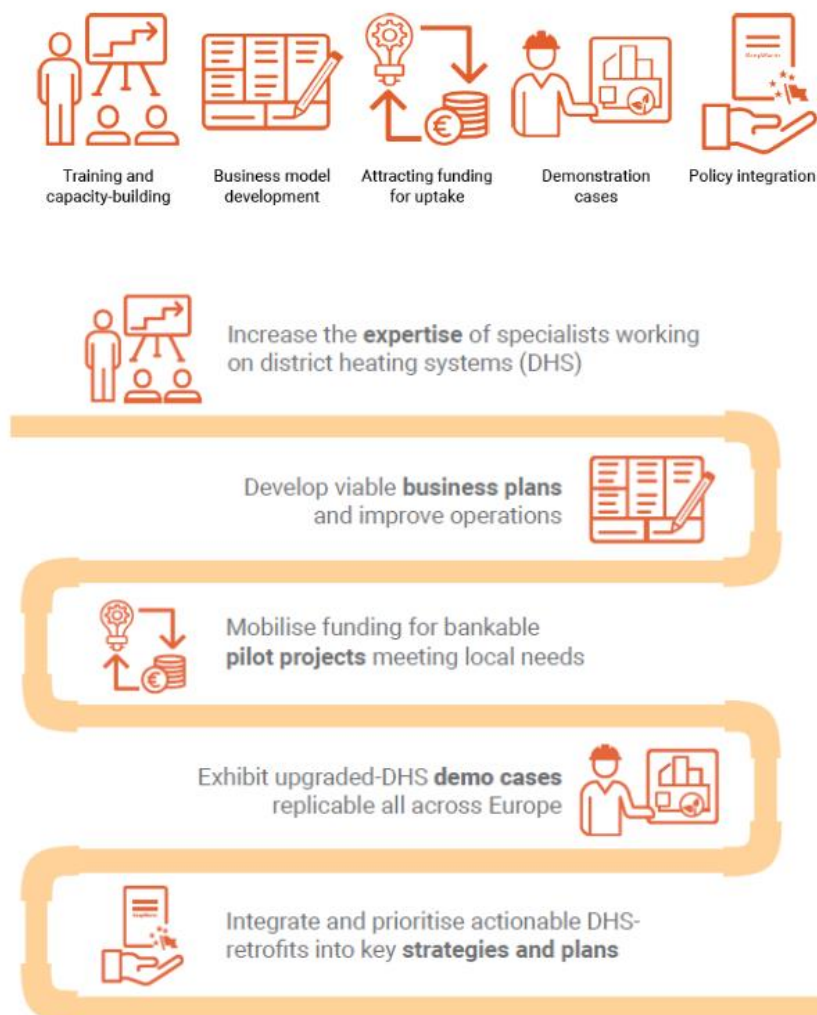 Training and
capacity-building
Business model
development
Attracting funding
for uptake
Demonstration
cases
Policy integration
Increase the expertise of specialists working
on district heating systems (DHS)
Develop viable business plans
and improve operations
€
Mobilise funding for bankable
pilot projects meeting local needs
Exhibit upgraded-DHS demo cases
replicable all across Europe
Integrate and prioritise actionable DHS-
retrofits into key strategies and plans